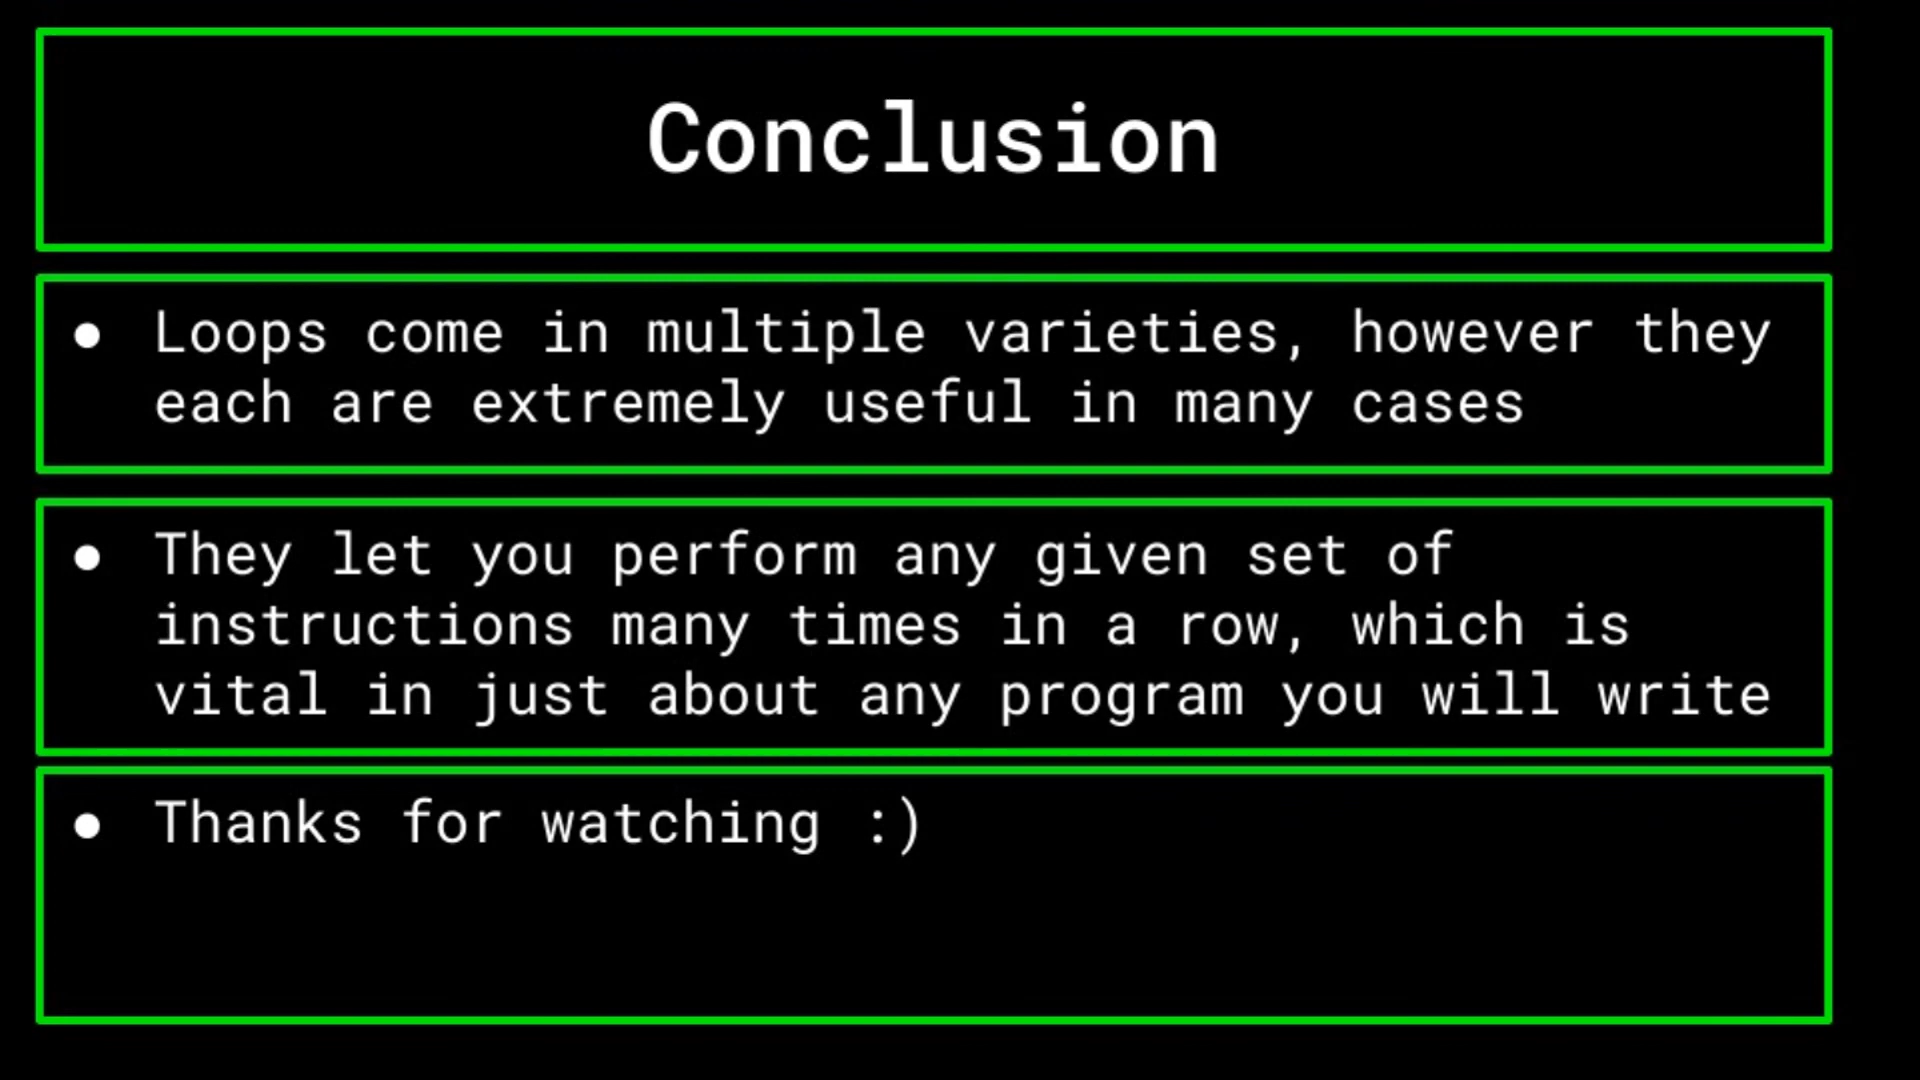 Conclusion
● Loops come in multiple varieties, however they
each are extremely useful in many cases
● They let you perform any given set of
instructions many times in a row, which is
vital in just about any program you will write
● Thanks for watching :)